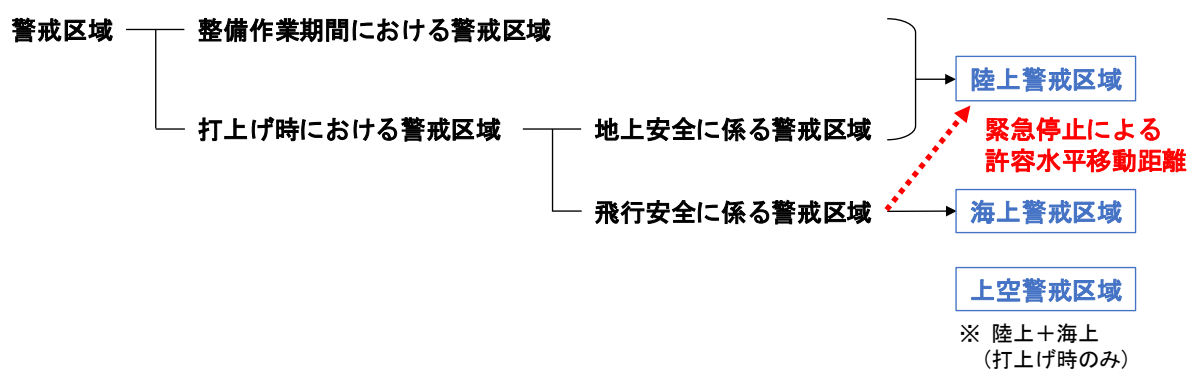 警戒区域
整備作業期間における警戒区域
陸上警戒区域
打上げ時における警戒区域
地上安全に係る警戒区域
緊急停止による
許容水平移動距離
飛行安全に係る警戒区域
海上警戒区域
上空警戒区域
※ 陸上＋海上
（打上げ時のみ）